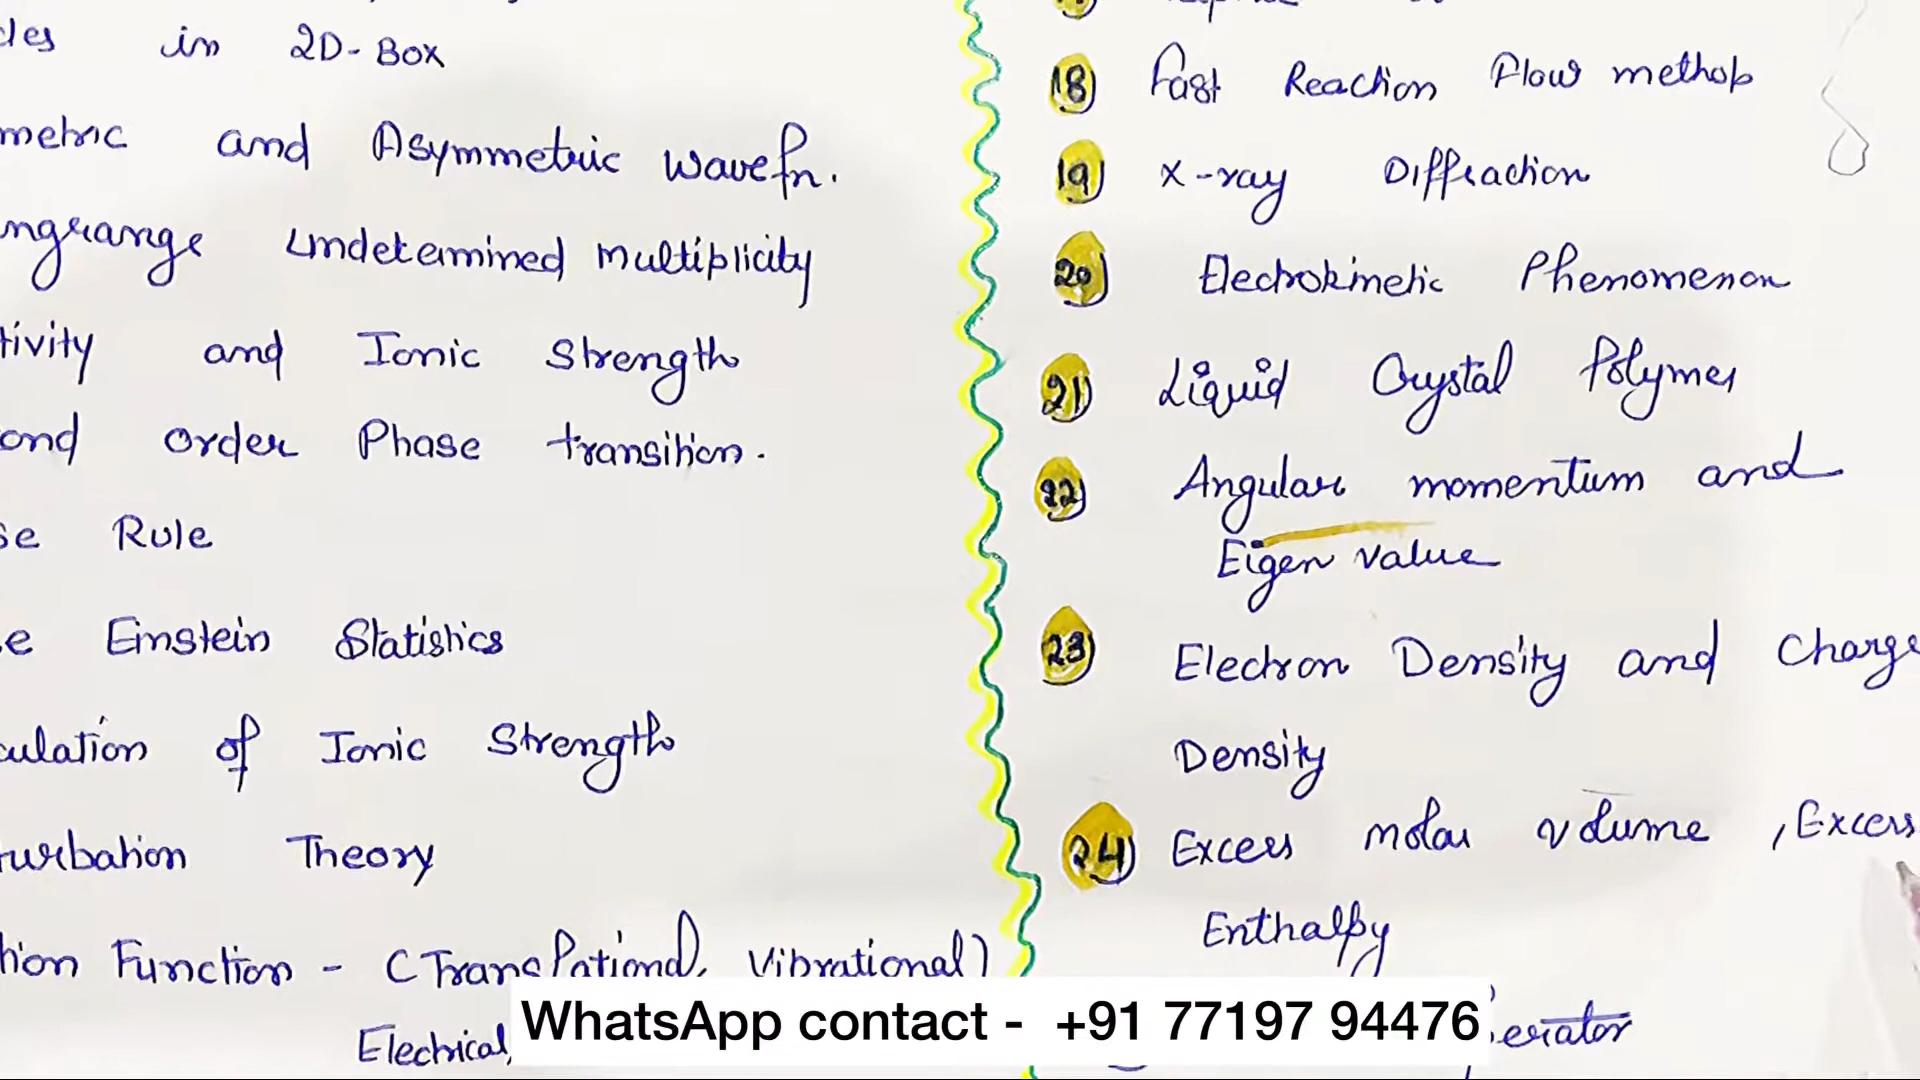 in 2D-Box
and Asymmetric wavefn.
undetermined multiplicity
and Ionic Strength
order Phase transition.
Rule
Einstein Statistics
of Ionic Strength
Theory
Function - (Translational, Vibrational)
Electrical,
18) Fast Reaction Flow method
19) X-ray Diffraction
20) Electrokinetic Phenomenon
21) Liquid Crystal Polymer
22) Angular momentum and
Eigen value
23) Electron Density and Charge
Density
24) Excess molar volume, Excess
Enthalpy
WhatsApp contact - +91 77197 94476